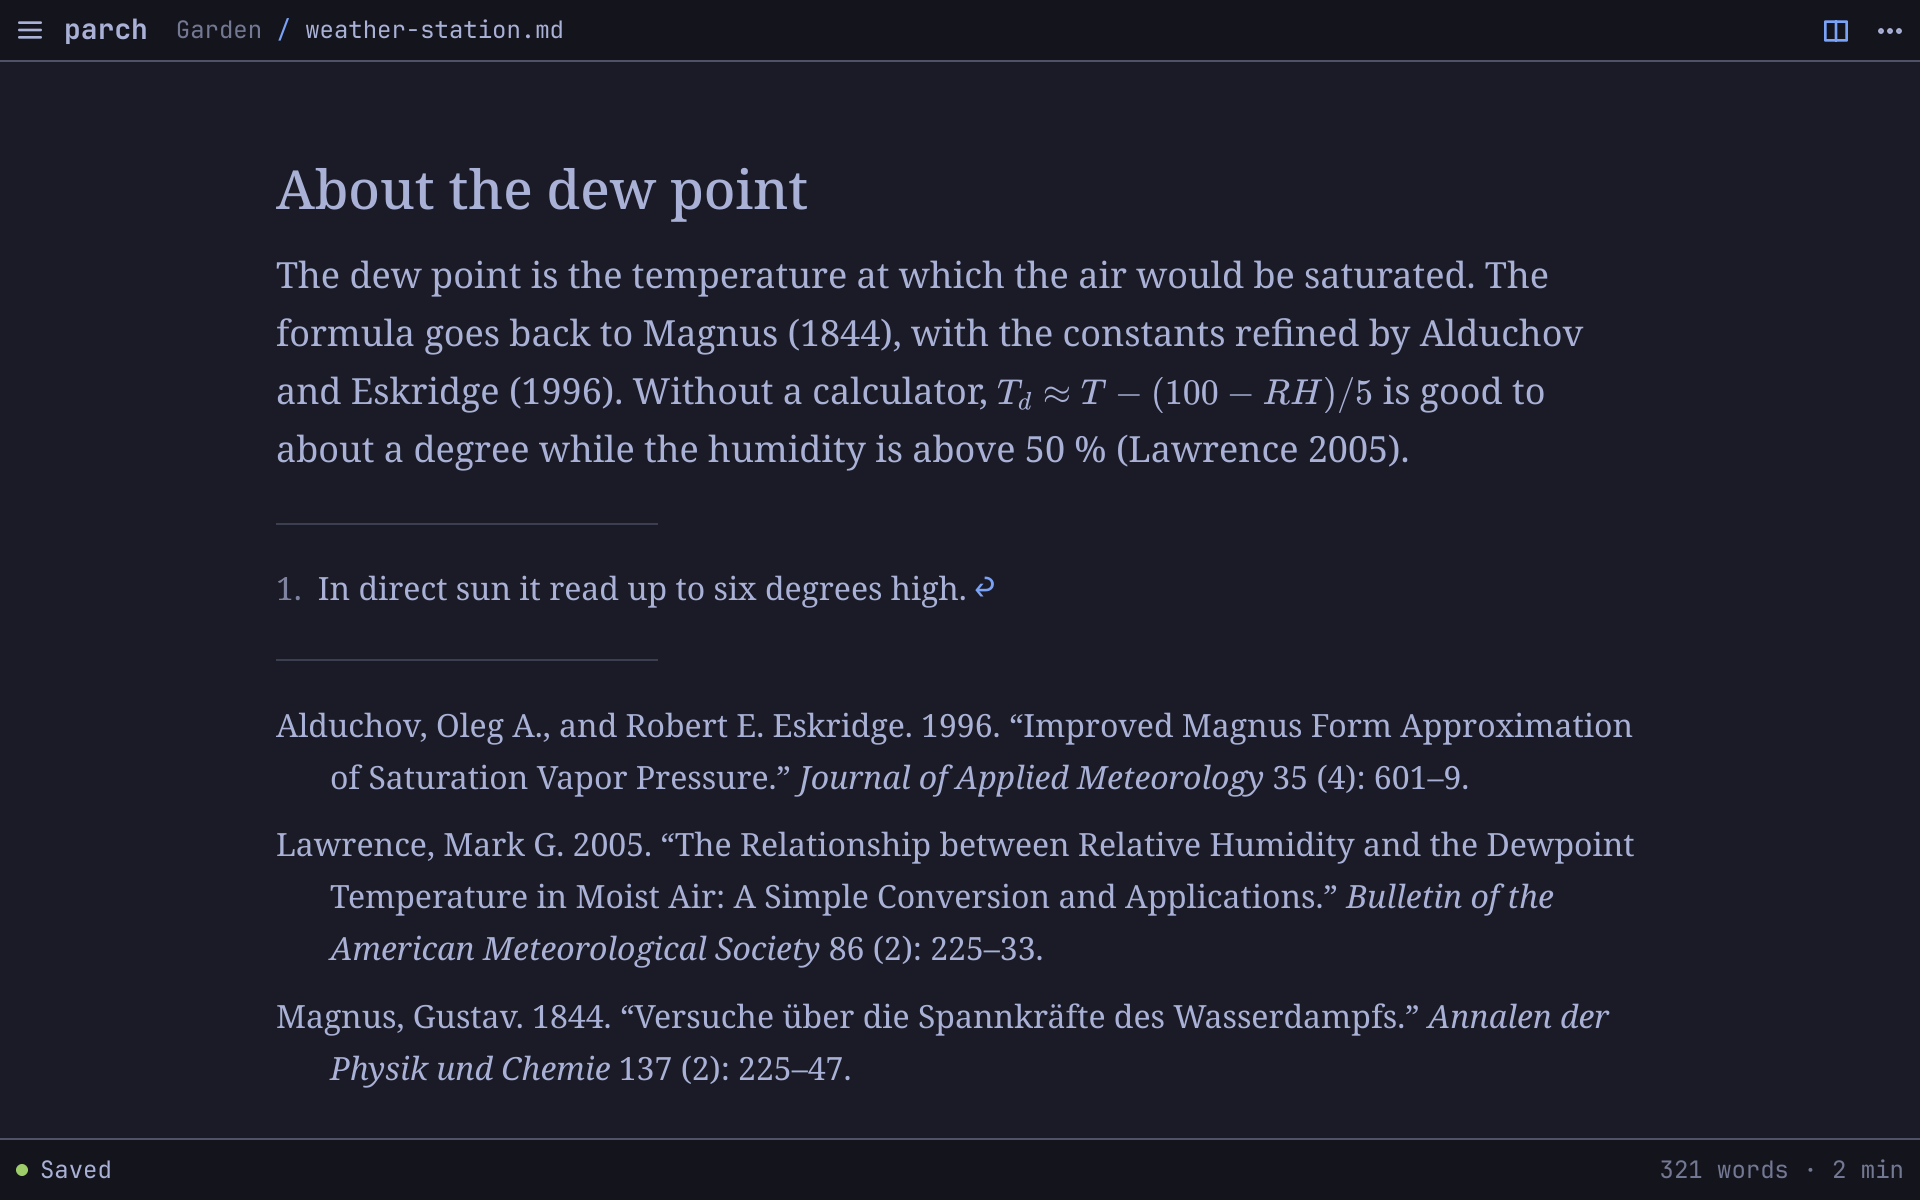 parch Garden / weather-station.md
About the dew point
The dew point is the temperature at which the air would be saturated. The
formula goes back to Magnus (1844), with the constants refined by Alduchov
and Eskridge (1996). Without a calculator, T_d ≈ T − (100 − RH)/5 is good to
about a degree while the humidity is above 50 % (Lawrence 2005).
1. In direct sun it read up to six degrees high. ↩
Alduchov, Oleg A., and Robert E. Eskridge. 1996. “Improved Magnus Form Approximation
of Saturation Vapor Pressure.” Journal of Applied Meteorology 35 (4): 601–9.
Lawrence, Mark G. 2005. “The Relationship between Relative Humidity and the Dewpoint
Temperature in Moist Air: A Simple Conversion and Applications.” Bulletin of the
American Meteorological Society 86 (2): 225–33.
Magnus, Gustav. 1844. “Versuche über die Spannkräfte des Wasserdampfs.” Annalen der
Physik und Chemie 137 (2): 225–47.
Saved
321 words · 2 min